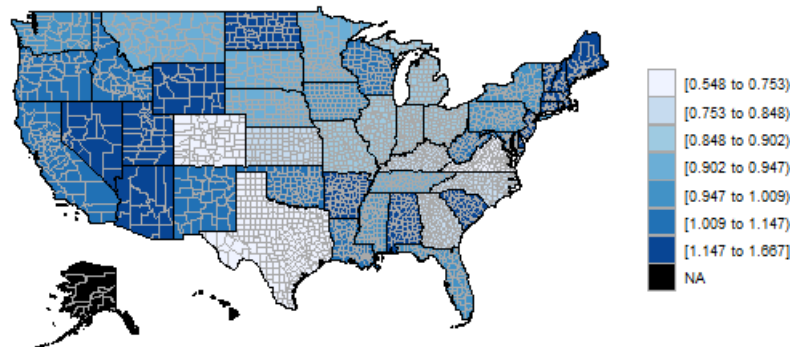 [0.548 to 0.753)
[0.753 to 0.848)
[0.848 to 0.902)
[0.902 to 0.947)
[0.947 to 1.009)
[1.009 to 1.147)
[1.147 to 1.667]
NA